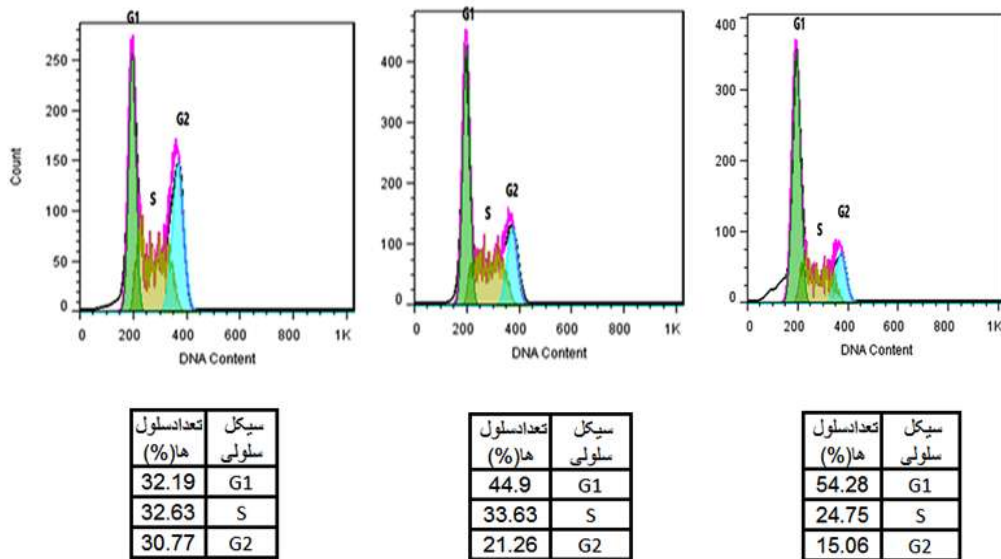 G1
G2
S
250
200
150
100
50
0
Count
0 200 400 600 800 1K
DNA Content
G1
G2
S
400
300
200
100
0
0 200 400 600 800 1K
DNA Content
G1
G2
S
400
300
200
100
0
0 200 400 600 800 1K
DNA Content
سیکل سلولی تعدادسلول ها(%)
G1 32.19
S 32.63
G2 30.77
سیکل سلولی تعدادسلول ها(%)
G1 44.9
S 33.63
G2 21.26
سیکل سلولی تعدادسلول ها(%)
G1 54.28
S 24.75
G2 15.06